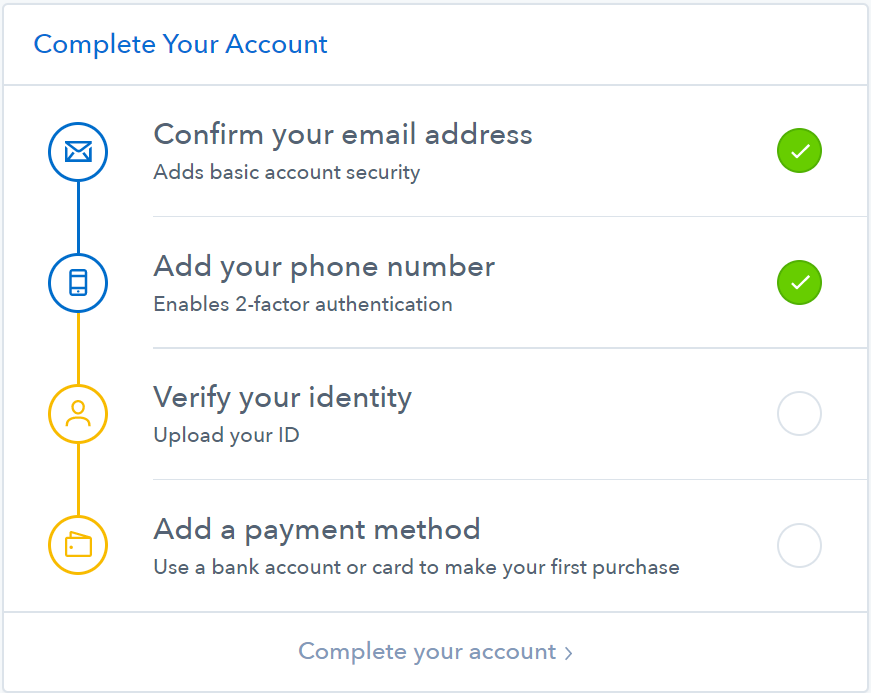 Complete Your Account
Confirm your email address
Adds basic account security
Add your phone number
Enables 2-factor authentication
Verify your identity
Upload your ID
Add a payment method
Use a bank account or card to make your first purchase
Complete your account >